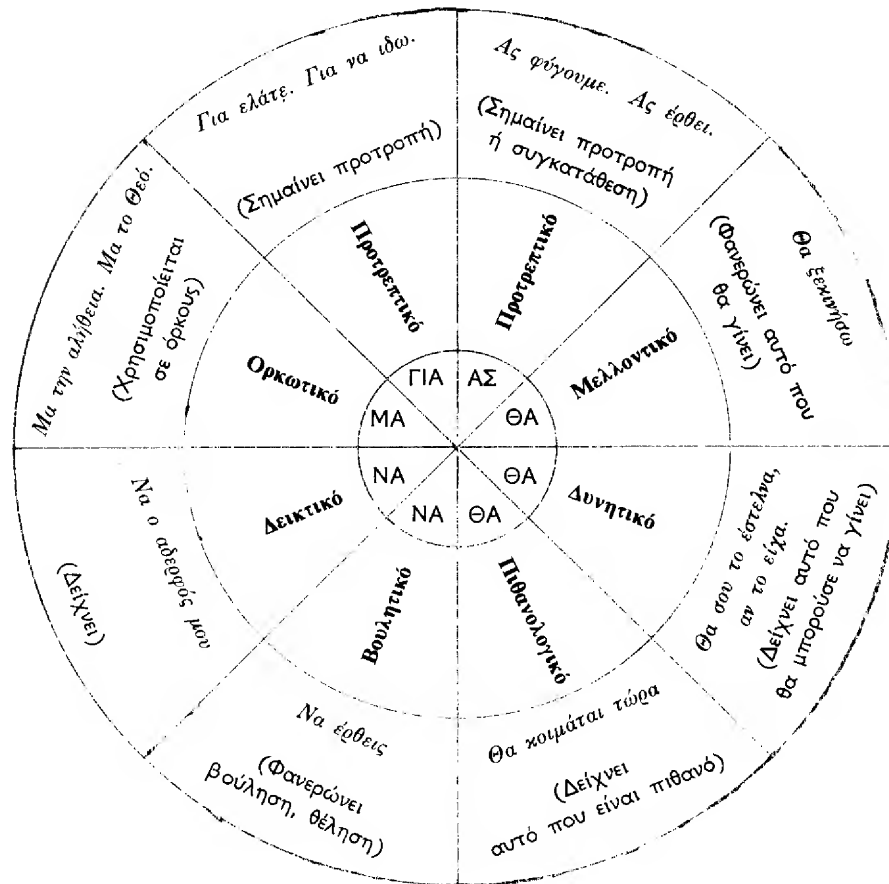 Για ελάτε. Για να ιδω.
(Σημαίνει προτροπή)
Προτρεπτικό
ΓΙΑ
Ας φύγουμε. Ας έρθει.
(Σημαίνει προτροπή
ή συγκατάθεση)
Προτρεπτικό
ΑΣ
Θα ξεκινήσω
(Φανερώνει αυτό που
θα γίνει)
Μελλοντικό
ΘΑ
Θα σου το έστελνα,
αν το είχα.
(Δείχνει αυτό που
θα μπορούσε να γίνει)
Δυνητικό
ΘΑ
Πιθανολογικό
ΘΑ
Θα κοιμάται τώρα
(Δείχνει
αυτό που είναι πιθανό)
Βουλητικό
ΝΑ
Να έρθεις
(Φανερώνει
βούληση, θέληση)
Δεικτικό
ΝΑ
Να ο αδερφός μου
(Δείχνει)
Μα την αλήθεια. Μα το Θεό.
(Χρησιμοποίειται
σε όρκους)
Ορκωτικό
ΜΑ